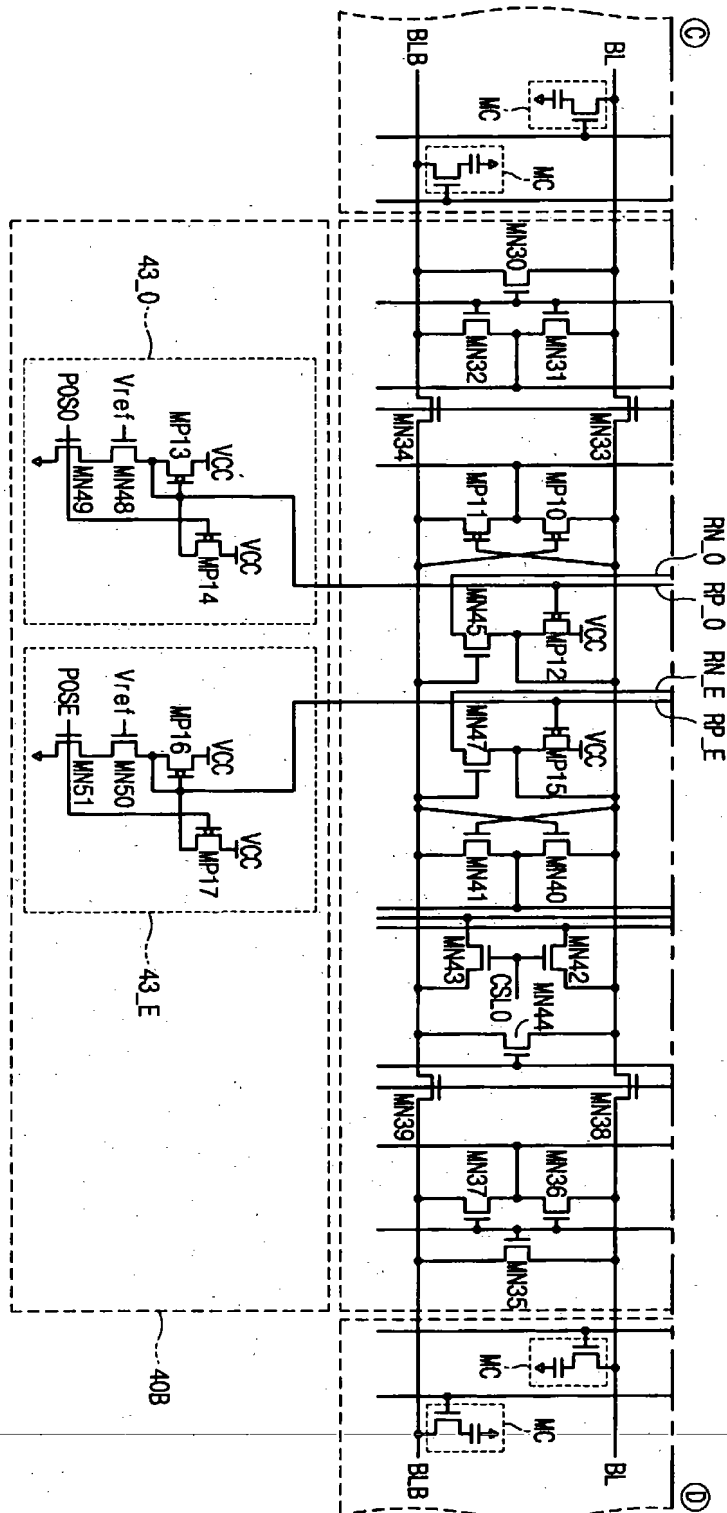 C
D
BL
BLB
MC
MC
MN30
MN31
MN32
MN33
MN34
MP10
MP11
RN_O
RP_O
RN_E
RP_E
VCC
MP12
MN45
VCC
MP15
MN47
MN40
MN41
MN42
MN43
CSL0
MN44
MN38
MN39
MN36
MN37
MN35
MC
MC
BL
BLB
43_O
VCC
MP13
VCC
MP14
Vref
MN48
POSO
MN49
VCC
MP16
VCC
MP17
Vref
MN50
POSE
MN51
43_E
40B